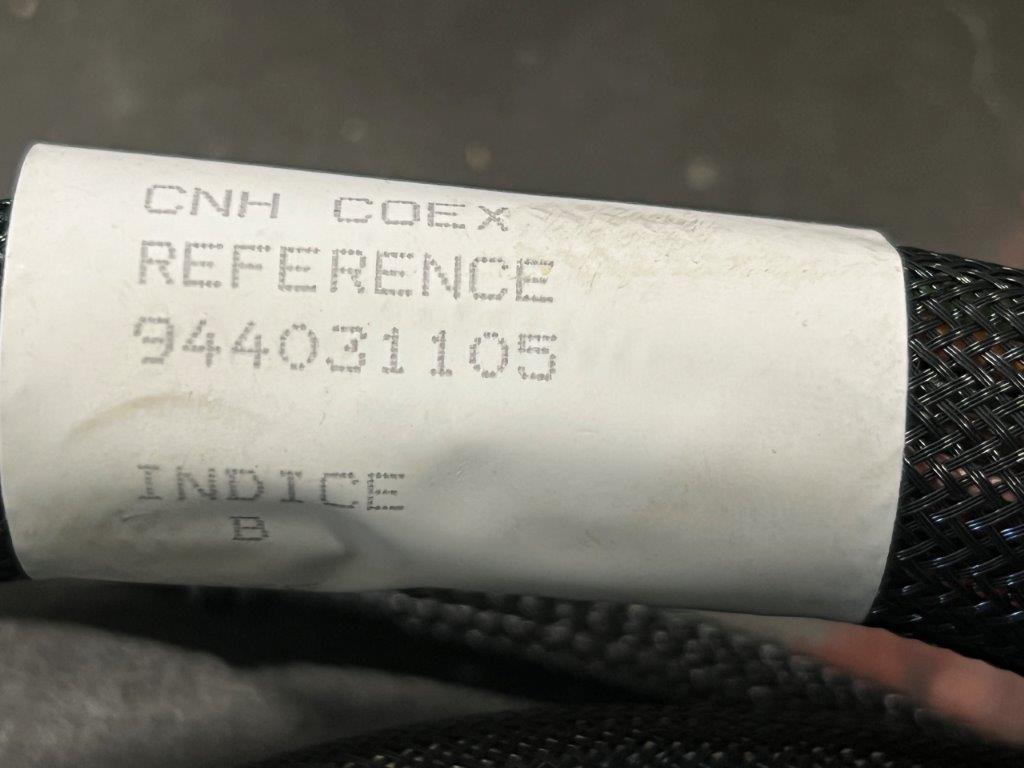 CNH COEX
REFERENCE
944031105
INDICE
B